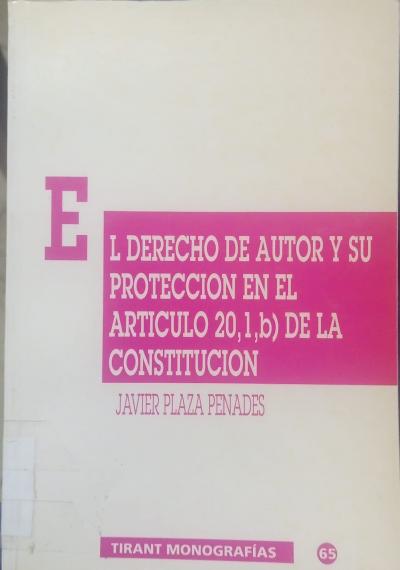 EL DERECHO DE AUTOR Y SU
PROTECCION EN EL
ARTICULO 20,1,b) DE LA
CONSTITUCION
JAVIER PLAZA PENADES
TIRANT MONOGRAFÍAS 65